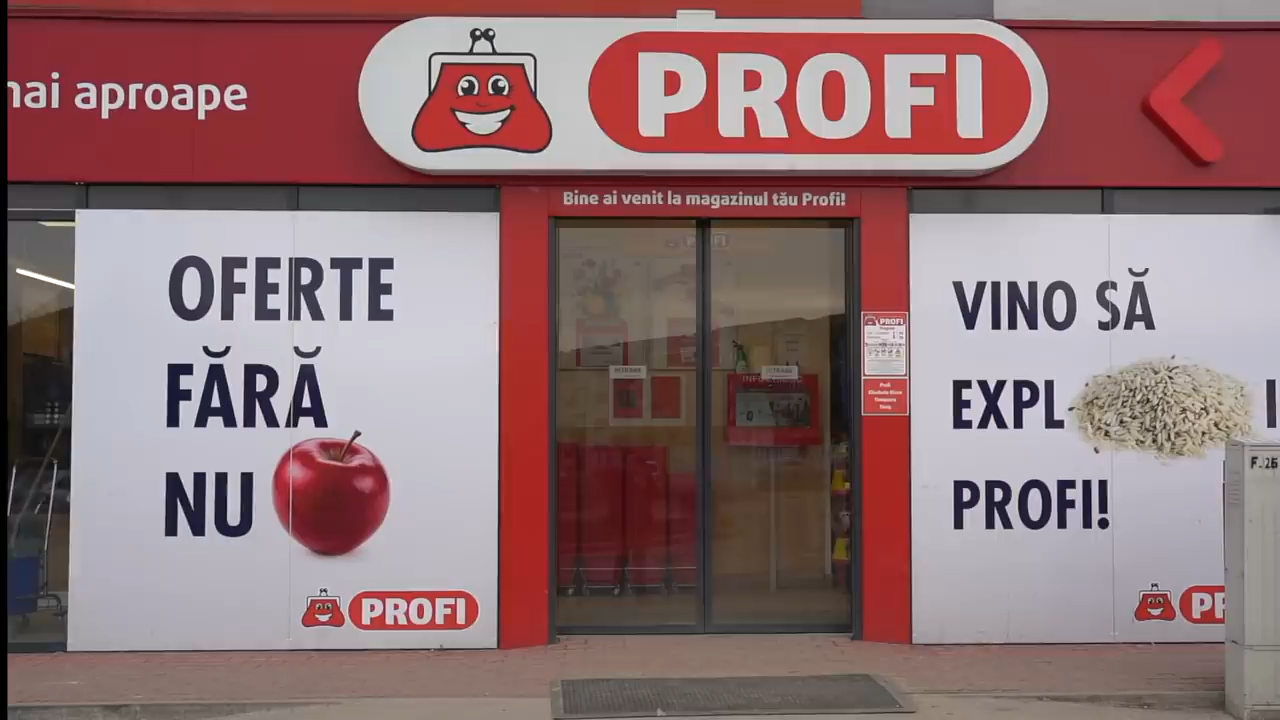 mai aproape
PROFI
Bine ai venit la magazinul tău Profi!
OFERTE
FĂRĂ
NU
PROFI
VINO SĂ
EXPL
PROFI!
PROFI
F.26